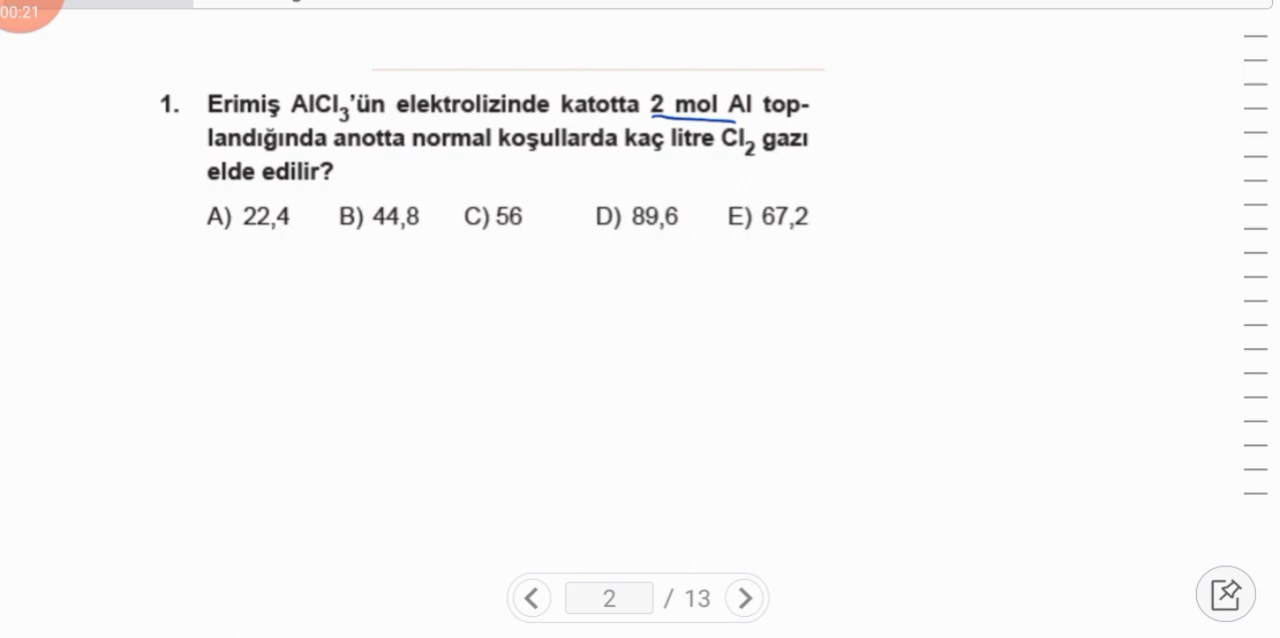 00:21
1. Erimiş AlCl₃'ün elektrolizinde katotta 2 mol Al top-
landığında anotta normal koşullarda kaç litre Cl₂ gazı
elde edilir?
A) 22,4 B) 44,8 C) 56 D) 89,6 E) 67,2
2 / 13